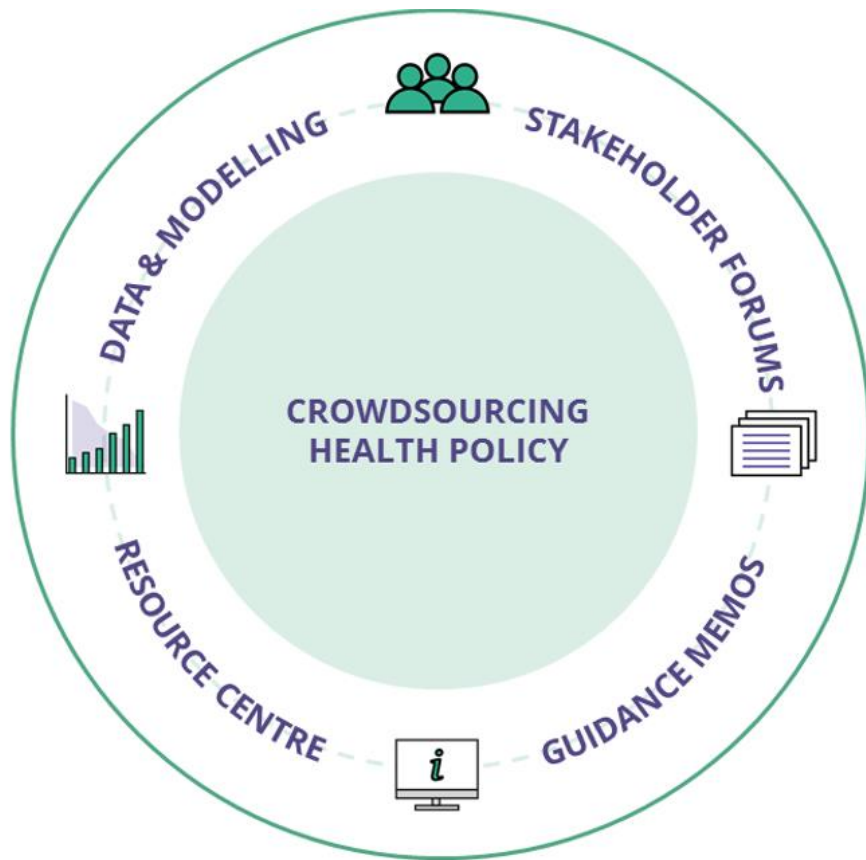 DATA & MODELLING
STAKEHOLDER FORUMS
CROWDSOURCING
HEALTH POLICY
RESOURCE CENTRE
GUIDANCE MEMOS
i